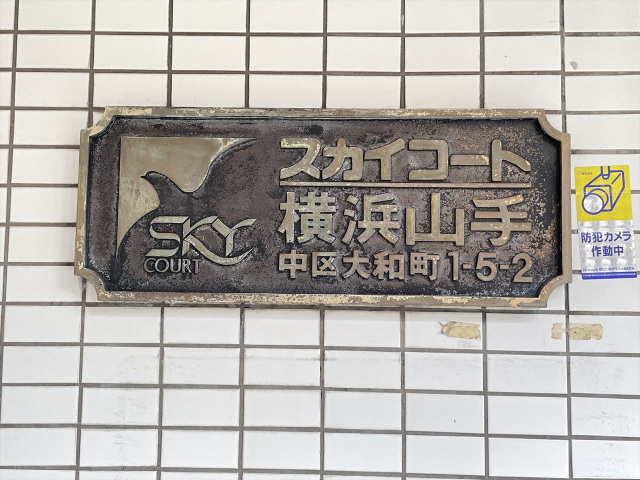 スカイコート
横浜山手
中区大和町1-5-2
SKY
COURT
防犯カメラ
作動中